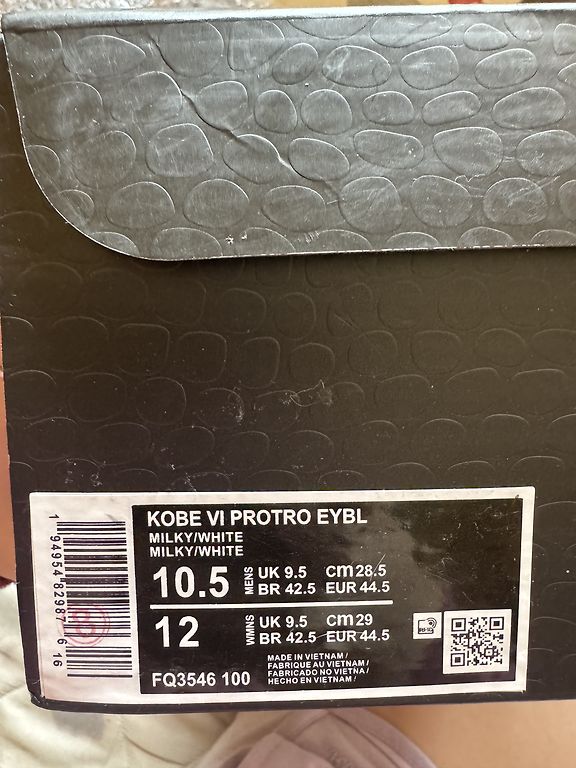 KOBE VI PROTRO EYBL
MILKY/WHITE
MILKY/WHITE
10.5 MENS UK 9.5 cm 28.5
BR 42.5 EUR 44.5
12 WMNS UK 9.5 cm 29
BR 42.5 EUR 44.5
MADE IN VIETNAM /
FABRIQUE AU VIETNAM /
FABRICADO NO VIETNA /
HECHO EN VIETNAM /
FQ3546 100
1 94954 82987 6 16